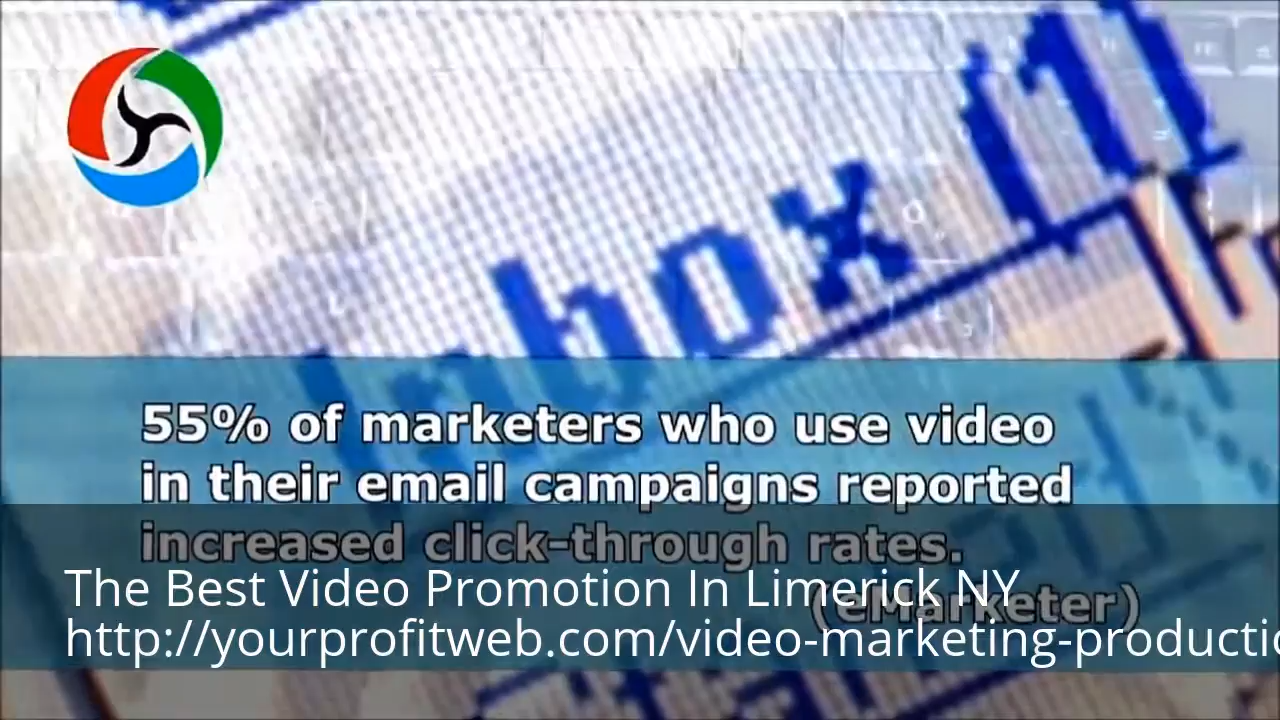 Inbox (1)
55% of marketers who use video
in their email campaigns reported
increased click-through rates.
(eMarketer)
The Best Video Promotion In Limerick NY
http://yourprofitweb.com/video-marketing-productio